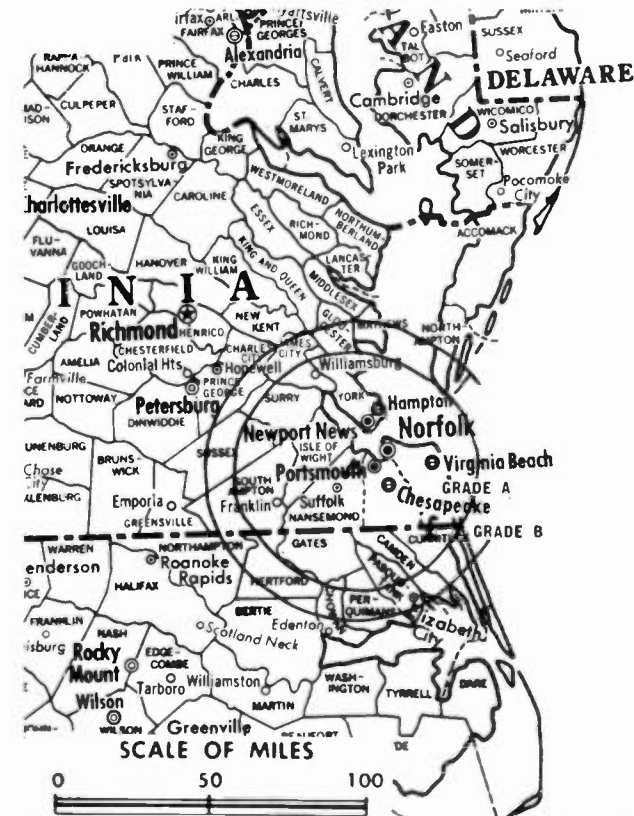 FAIRFAX
PRINCE GEORGES
Alexandria
PRINCE WILLIAM
CHARLES
CALVERT
Easton
TALBOT
SUSSEX
Seaford
DELAWARE
Cambridge
DORCHESTER
HANNOCK
CULPEPER
STAFFORD
ST. MARYS
WICOMICO
Salisbury
Lexington Park
SOMERSET
WORCESTER
Pocomoke City
ORANGE
KING GEORGE
Fredericksburg
SPOTSYLVANIA
CAROLINE
WESTMORELAND
ESSEX
RICHMOND
NORTHUMBERLAND
ACCOMACK
LOUISA
FLUVANNA
GOOCHLAND
HANOVER
KING WILLIAM
KING AND QUEEN
LANCASTER
MIDDLESEX
INIA
CUMBERLAND
POWHATAN
Richmond
HENRICO
NEW KENT
GLOUCESTER
MATHEWS
NORTHAMPTON
AMELIA
CHESTERFIELD
Colonial Hts.
CHARLES CITY
JAMES CITY
Hopewell
Williamsburg
Farmville
NOTTOWAY
PRINCE GEORGE
Petersburg
DINWIDDIE
SURRY
YORK
Hampton
Newport News
Norfolk
SUSSEX
ISLE OF WIGHT
BRUNSWICK
Portsmouth
Virginia Beach
GRADE A
Emporia
GREENSVILLE
Franklin
Suffolk
Chesapeake
NANSEMOND
GRADE B
WARREN
NORTHAMPTON
GATES
CAMDEN
Roanoke Rapids
HALIFAX
HERTFORD
PERQUIMANS
BERTIE
FRANKLIN
NASH
Scotland Neck
Edenton
City
Rocky Mount
EDGECOMBE
Tarboro
Williamston
MARTIN
WASHINGTON
TYRRELL
DARE
Wilson
WILSON
Greenville
SCALE OF MILES
0 50 100